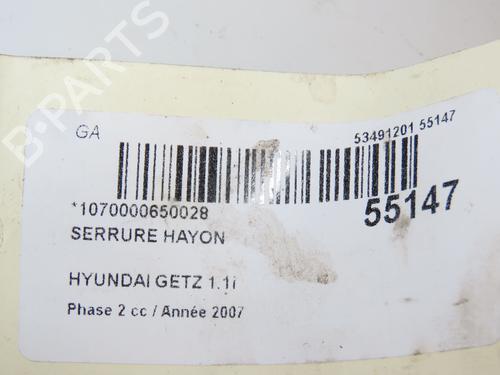 B-PARTS
GA
53491201 55147
*1070000650028
55147
SERRURE HAYON
HYUNDAI GETZ 1.1i
Phase 2 cc / Année 2007